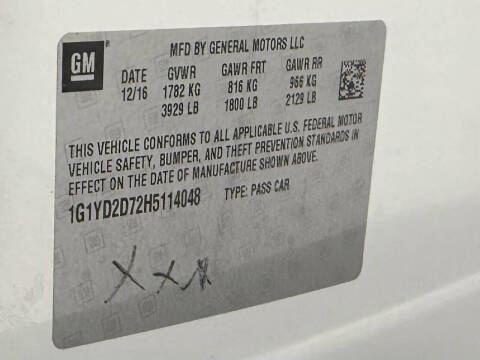 GM ®
MFD BY GENERAL MOTORS LLC
DATE GVWR GAWR FRT GAWR RR
12/16 1782 KG 816 KG 966 KG
3929 LB 1800 LB 2129 LB
THIS VEHICLE CONFORMS TO ALL APPLICABLE U.S. FEDERAL MOTOR
VEHICLE SAFETY, BUMPER, AND THEFT PREVENTION STANDARDS IN
EFFECT ON THE DATE OF MANUFACTURE SHOWN ABOVE.
1G1YD2D72H5114048 TYPE: PASS CAR
XXX